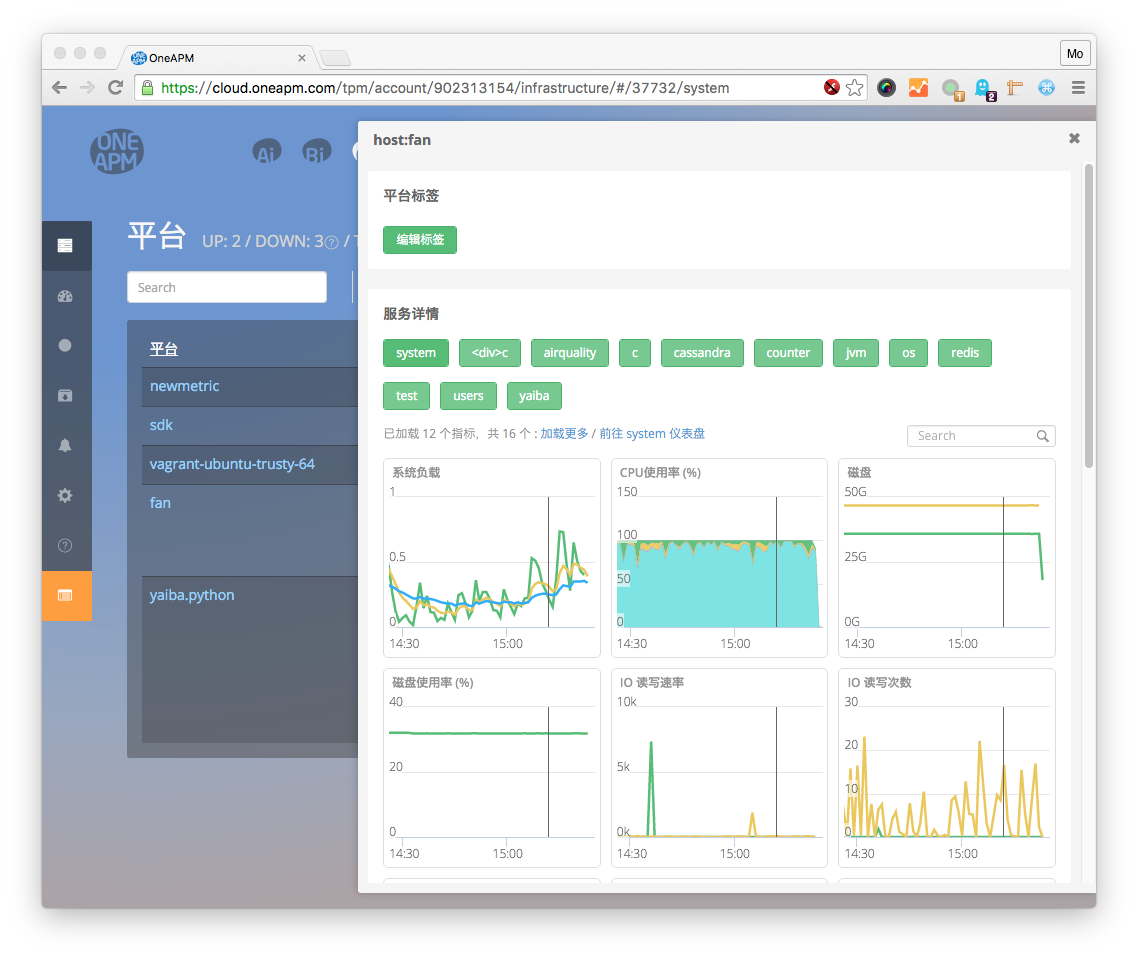 OneAPM
Mo
https://cloud.oneapm.com/tpm/account/902313154/infrastructure/#/37732/system
1
2
ONE
APM
Ai
Bi
host:fan
平台标签
编辑标签
平台 UP: 2 / DOWN: 3? /
Search
平台
newmetric
sdk
vagrant-ubuntu-trusty-64
fan
yaiba.python
服务详情
system <div>c airquality c cassandra counter jvm os redis
test users yaiba
已加载 12 个指标，共 16 个 : 加载更多 / 前往 system 仪表盘
Search
系统负载
1
0.5
0
14:30 15:00
CPU使用率 (%)
150
100
50
0
14:30 15:00
磁盘
50G
25G
0G
14:30 15:00
磁盘使用率 (%)
40
20
0
14:30 15:00
IO 读写速率
10k
5k
0k
14:30 15:00
IO 读写次数
30
20
10
0
14:30 15:00